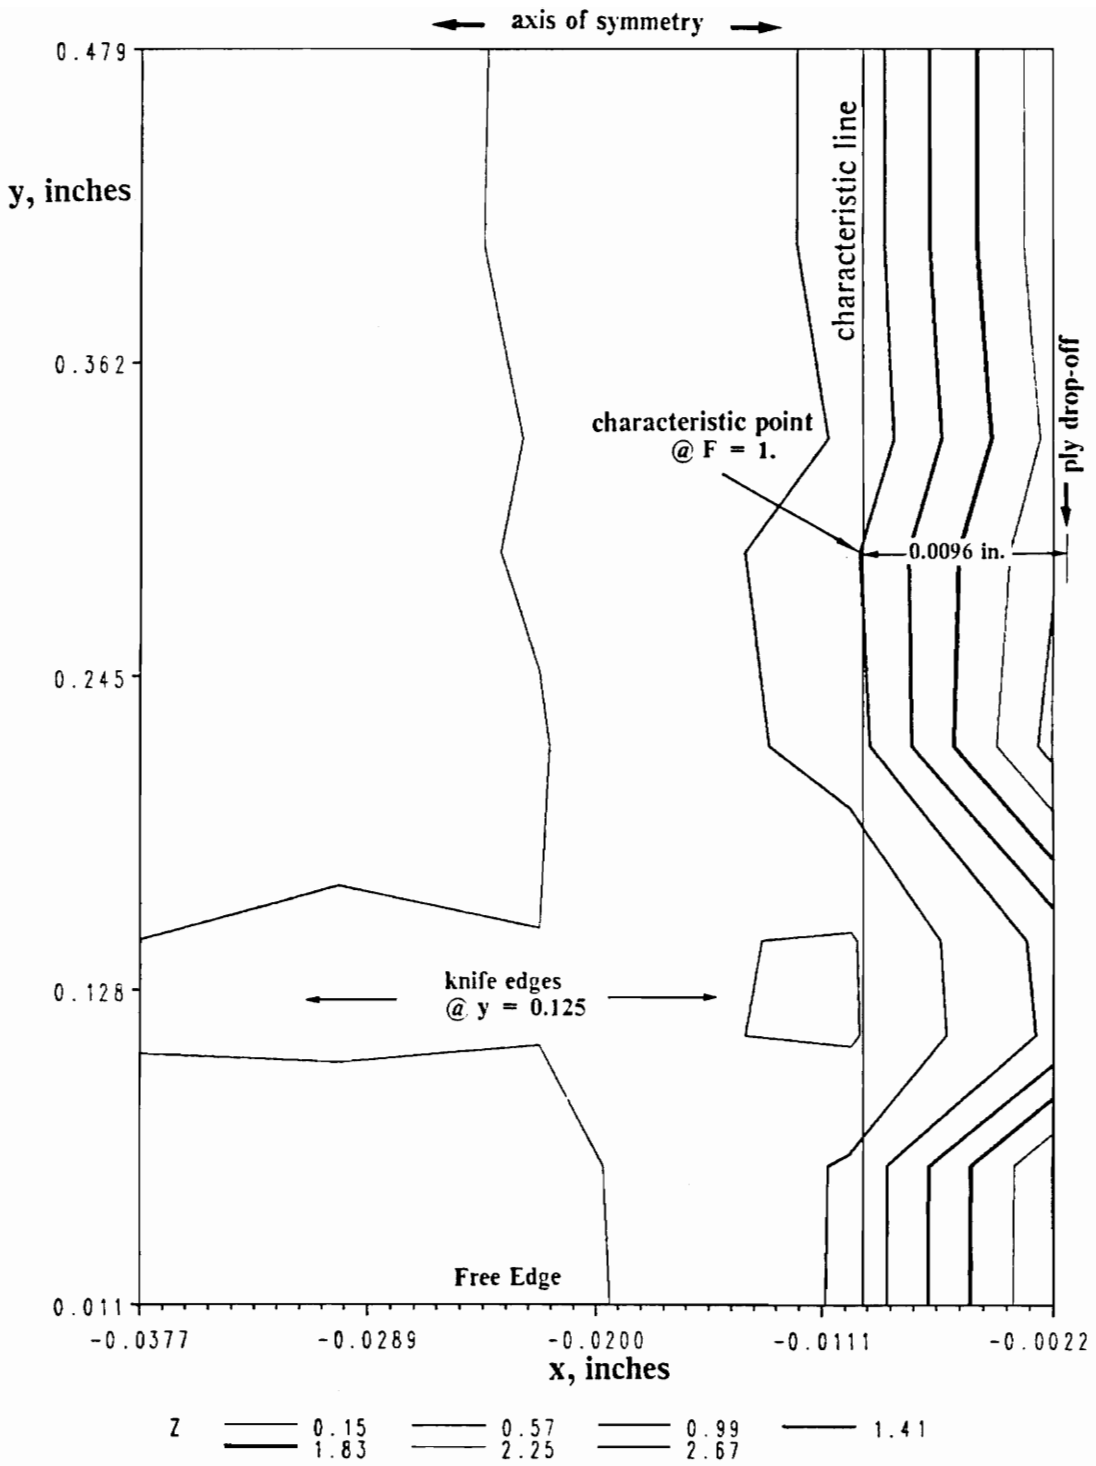 axis of symmetry
0.479
y, inches
characteristic line
0.362
ply drop-off
characteristic point
@ F = 1.
0.0096 in.
0.245
knife edges
@ y = 0.125
0.128
Free Edge
0.011
-0.0377 -0.0289 -0.0200 -0.0111 -0.0022
x, inches
Z 0.15 0.57 0.99 1.41
1.83 2.25 2.67